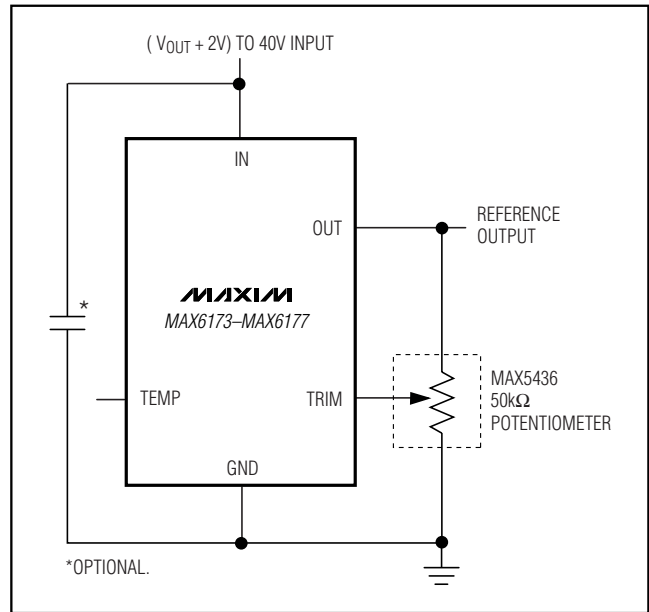 ( VOUT + 2V) TO 40V INPUT
IN
OUT
REFERENCE
OUTPUT
MAXIM
MAX6173–MAX6177
*
TEMP
TRIM
MAX5436
50kΩ
POTENTIOMETER
GND
*OPTIONAL.